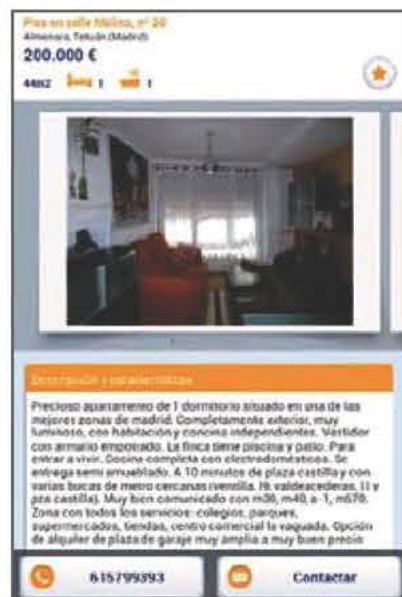 Piso en calle Molina, nº 20
Almenara, Tetuán (Madrid)
200.000 €
44m2 1 1
Descripción y características
Precioso apartamento de 1 dormitorio situado en una de las
mejores zonas de madrid. Completamente exterior, muy
luminoso, con habitación y concina independientes. Vestidor
con armario empotrado. La finca tiene piscina y patio. Para
entrar a vivir. Cocina completa con electrodomésticos. Se
entrega semi amueblado. A 10 minutos de plaza castilla y con
varias bocas de metro cercanas (ventilla, l9, valdeacederas, l1 y
pza castilla). Muy bien comunicado con m30, m40, a-1, m670.
Zona con todos los servicios: colegios, parques,
supermercados, tiendas, centro comercial la vaguada. Opción
de alquiler de plaza de garaje muy amplia a muy buen precio
615799393 Contactar